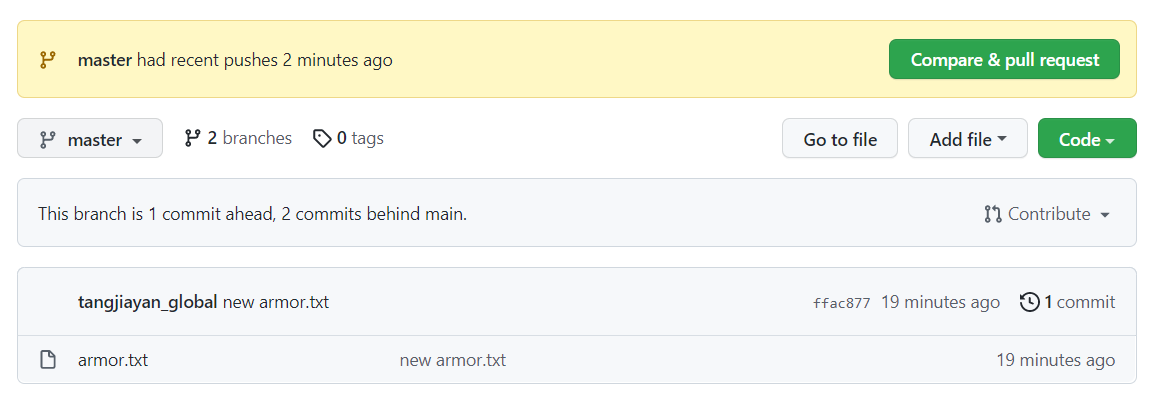 master had recent pushes 2 minutes ago
Compare & pull request
master
2 branches
0 tags
Go to file
Add file
Code
This branch is 1 commit ahead, 2 commits behind main.
Contribute
tangjiayan_global new armor.txt
ffac877 19 minutes ago
1 commit
armor.txt
new armor.txt
19 minutes ago